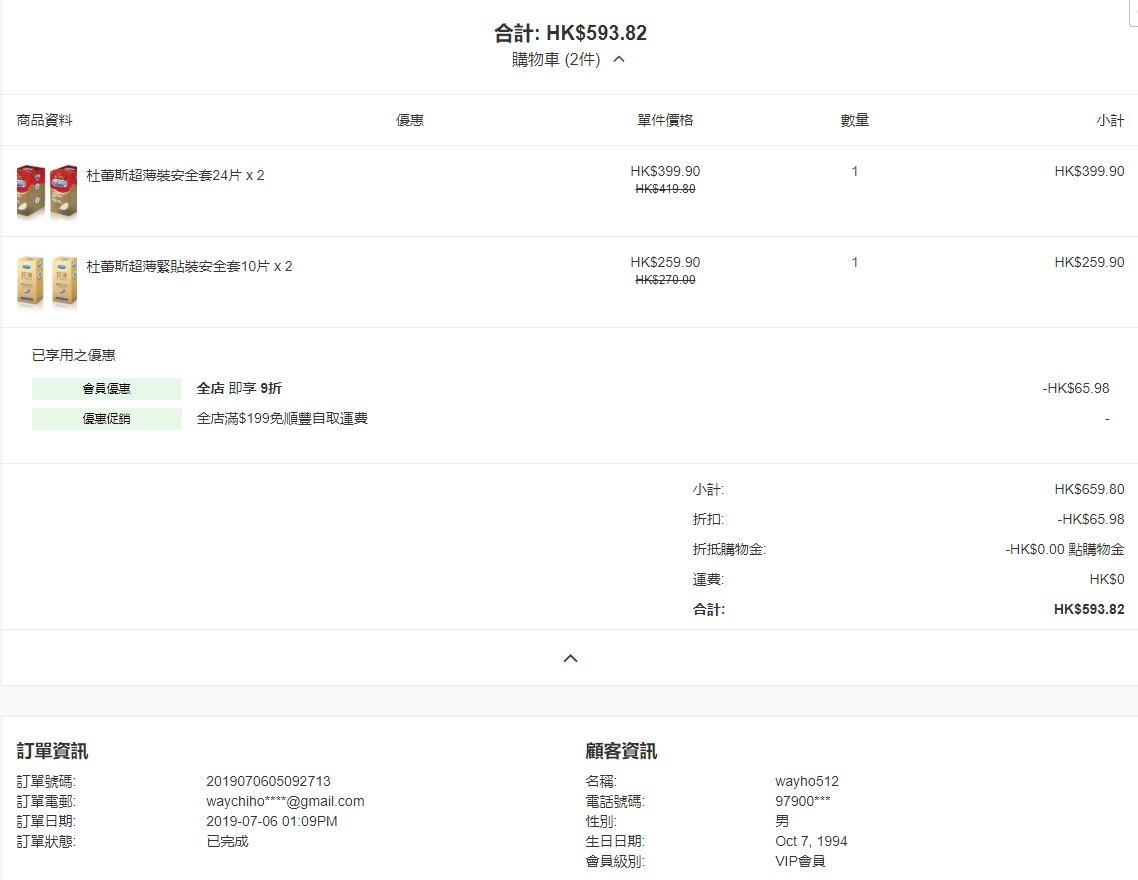 合計: HK$593.82
購物車 (2件)
商品資料 優惠 單件價格 數量 小計
杜蕾斯超薄裝安全套24片 x 2 HK$399.90 1 HK$399.90
HK$419.80
杜蕾斯超薄緊貼裝安全套10片 x 2 HK$259.90 1 HK$259.90
HK$270.00
已享用之優惠
會員優惠 全店 即享 9折 -HK$65.98
優惠促銷 全店滿$199免順豐自取運費 -
小計: HK$659.80
折扣: -HK$65.98
折抵購物金: -HK$0.00 點購物金
運費: HK$0
合計: HK$593.82
訂單資訊
訂單號碼: 2019070605092713
訂單電郵: waychiho****@gmail.com
訂單日期: 2019-07-06 01:09PM
訂單狀態: 已完成
顧客資訊
名稱: wayho512
電話號碼: 97900***
性別: 男
生日日期: Oct 7, 1994
會員級別: VIP會員